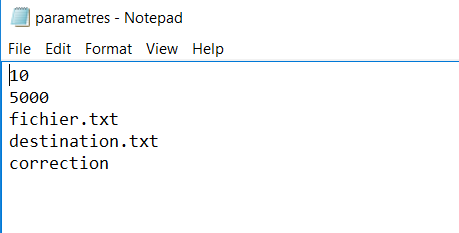 parametres - Notepad
File Edit Format View Help
10
5000
fichier.txt
destination.txt
correction